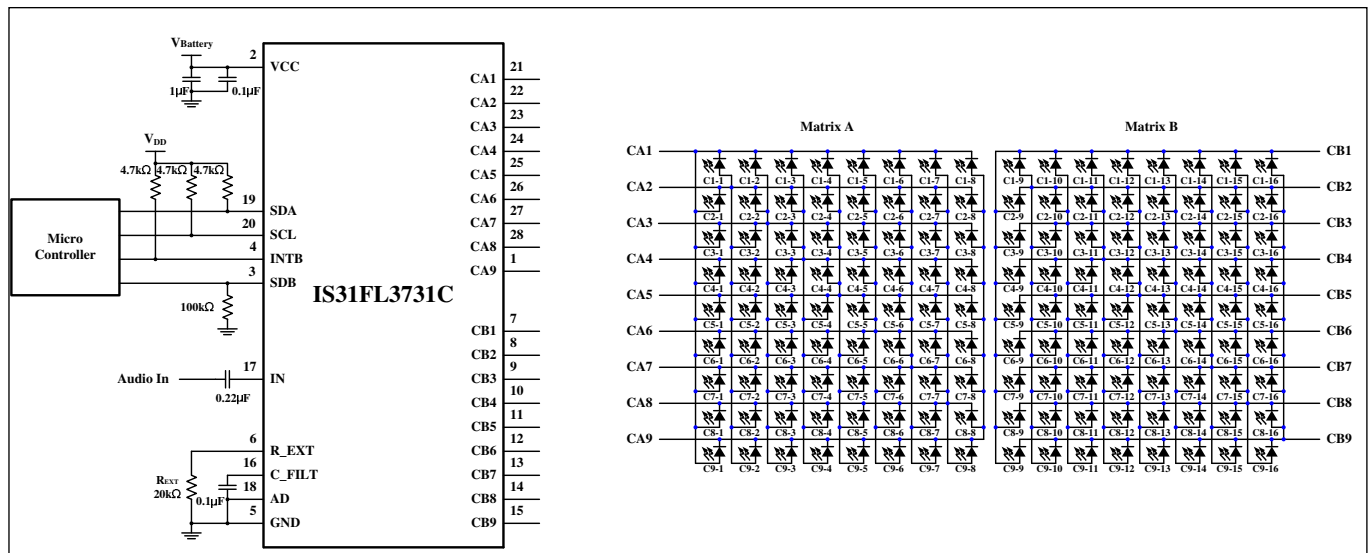 VBattery
2
VCC
1µF
0.1µF
VDD
4.7kΩ 4.7kΩ 4.7kΩ
19
SDA
20
SCL
4
INTB
3
SDB
Micro
Controller
100kΩ
IS31FL3731C
17
Audio In
IN
0.22µF
6
R_EXT
16
C_FILT
REXT
20kΩ
0.1µF
18
AD
5
GND
21
CA1
22
CA2
23
CA3
24
CA4
25
CA5
26
CA6
27
CA7
28
CA8
1
CA9
7
CB1
8
CB2
9
CB3
10
CB4
11
CB5
12
CB6
13
CB7
14
CB8
15
CB9
Matrix A Matrix B
CA1 CB1
C1-1 C1-2 C1-3 C1-4 C1-5 C1-6 C1-7 C1-8 C1-9 C1-10 C1-11 C1-12 C1-13 C1-14 C1-15 C1-16
CA2 CB2
C2-1 C2-2 C2-3 C2-4 C2-5 C2-6 C2-7 C2-8 C2-9 C2-10 C2-11 C2-12 C2-13 C2-14 C2-15 C2-16
CA3 CB3
C3-1 C3-2 C3-3 C3-4 C3-5 C3-6 C3-7 C3-8 C3-9 C3-10 C3-11 C3-12 C3-13 C3-14 C3-15 C3-16
CA4 CB4
C4-1 C4-2 C4-3 C4-4 C4-5 C4-6 C4-7 C4-8 C4-9 C4-10 C4-11 C4-12 C4-13 C4-14 C4-15 C4-16
CA5 CB5
C5-1 C5-2 C5-3 C5-4 C5-5 C5-6 C5-7 C5-8 C5-9 C5-10 C5-11 C5-12 C5-13 C5-14 C5-15 C5-16
CA6 CB6
C6-1 C6-2 C6-3 C6-4 C6-5 C6-6 C6-7 C6-8 C6-9 C6-10 C6-11 C6-12 C6-13 C6-14 C6-15 C6-16
CA7 CB7
C7-1 C7-2 C7-3 C7-4 C7-5 C7-6 C7-7 C7-8 C7-9 C7-10 C7-11 C7-12 C7-13 C7-14 C7-15 C7-16
CA8 CB8
C8-1 C8-2 C8-3 C8-4 C8-5 C8-6 C8-7 C8-8 C8-9 C8-10 C8-11 C8-12 C8-13 C8-14 C8-15 C8-16
CA9 CB9
C9-1 C9-2 C9-3 C9-4 C9-5 C9-6 C9-7 C9-8 C9-9 C9-10 C9-11 C9-12 C9-13 C9-14 C9-15 C9-16